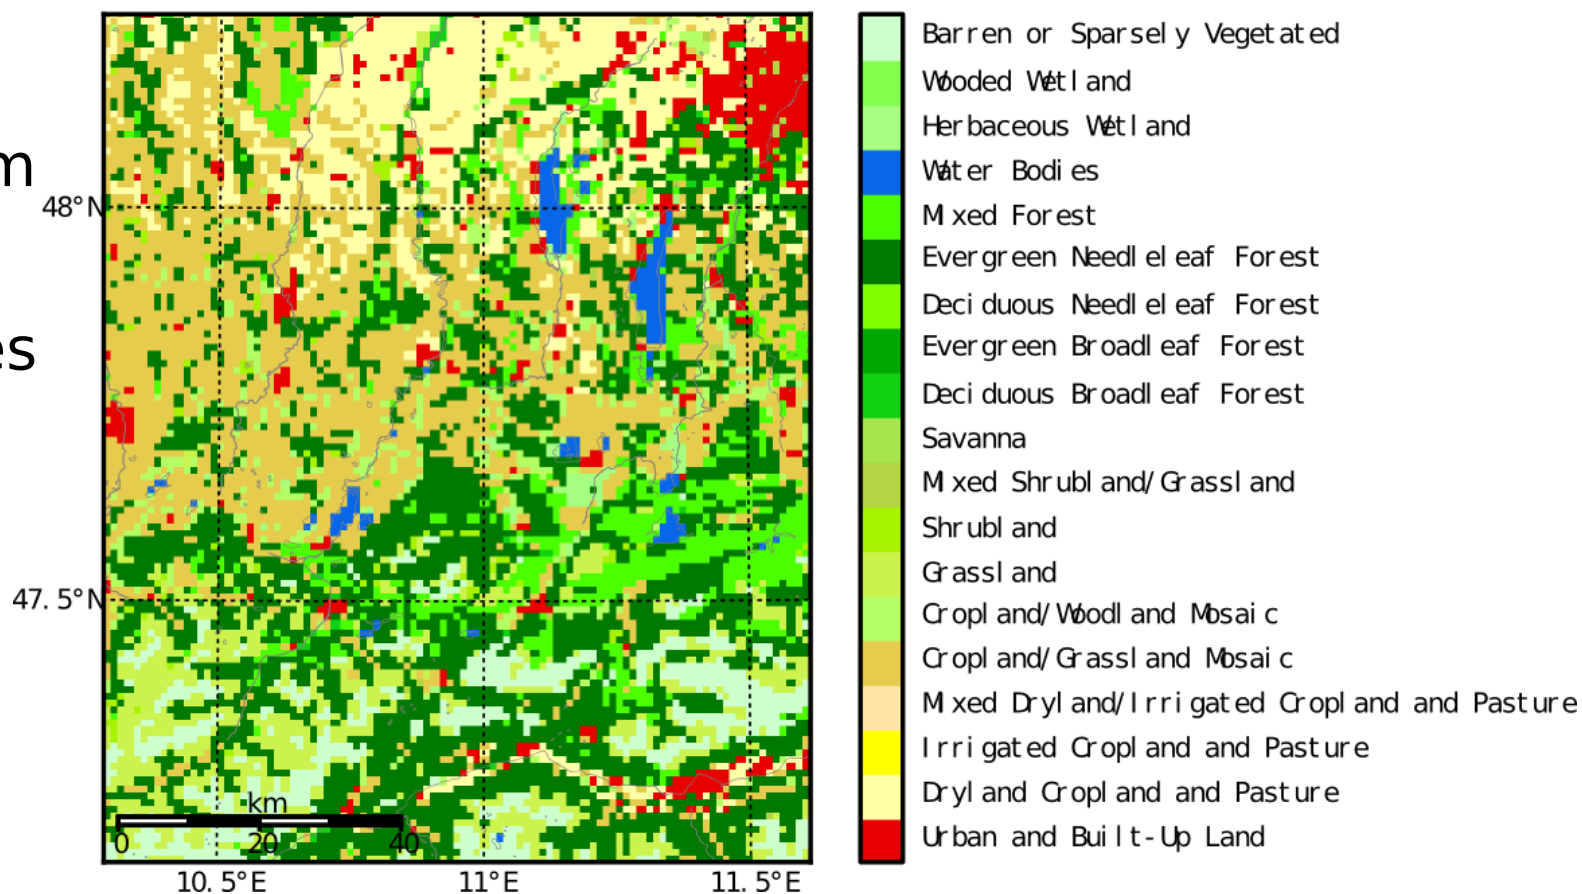 Barren or Sparsely Vegetated
Wooded Wetland
Herbaceous Wetland
m
Water Bodies
48°N
Mixed Forest
Evergreen Needleleaf Forest
Deciduous Needleleaf Forest
es
Evergreen Broadleaf Forest
Deciduous Broadleaf Forest
Savanna
Mixed Shrubland/Grassland
Shrubland
Grassland
47.5°N
Cropland/Woodland Mosaic
Cropland/Grassland Mosaic
Mixed Dryland/Irrigated Cropland and Pasture
Irrigated Cropland and Pasture
Dryland Cropland and Pasture
km
Urban and Built-Up Land
0 20 40
10.5°E 11°E 11.5°E